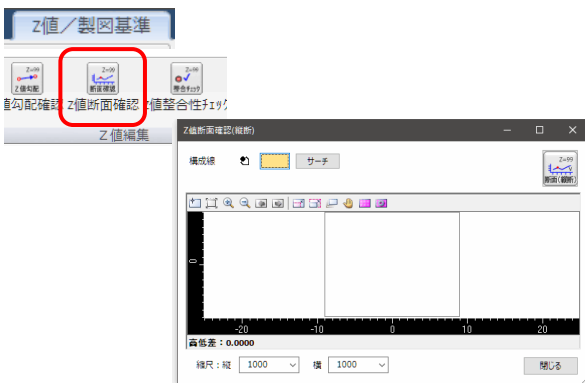 Z値／製図基準
Z=99
Z値勾配
Z=99
断面確認
Z=99
整合チェック
値勾配確認
Z値断面確認
Z値整合性チェック
Z値編集
Z値断面確認(縦断)
構成線
サーチ
Z=99
断面(縦断)
0
-20
-10
0
10
20
高低差：0.0000
縮尺：縦 1000 横 1000
閉じる